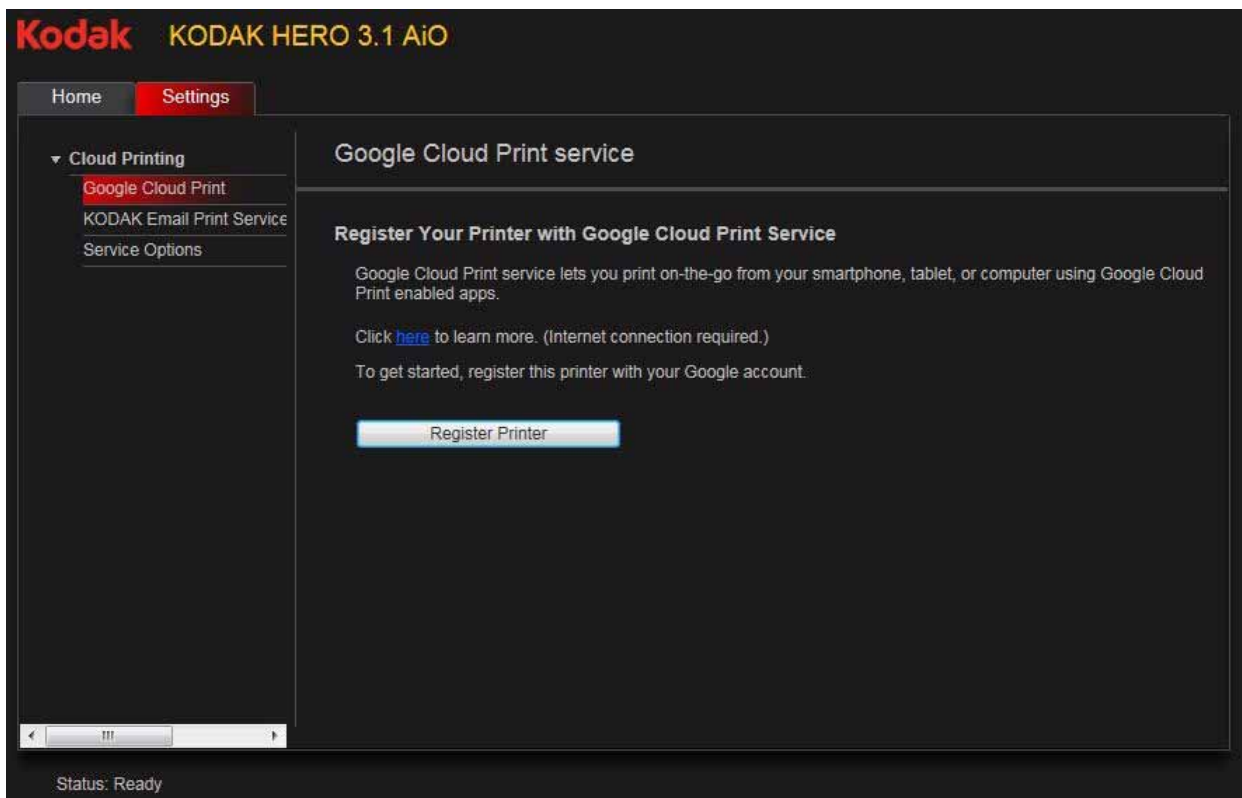 Kodak KODAK HERO 3.1 AiO
Home Settings
Cloud Printing
Google Cloud Print
KODAK Email Print Service
Service Options
Google Cloud Print service
Register Your Printer with Google Cloud Print Service
Google Cloud Print service lets you print on-the-go from your smartphone, tablet, or computer using Google Cloud
Print enabled apps.
Click here to learn more. (Internet connection required.)
To get started, register this printer with your Google account.
Register Printer
Status: Ready